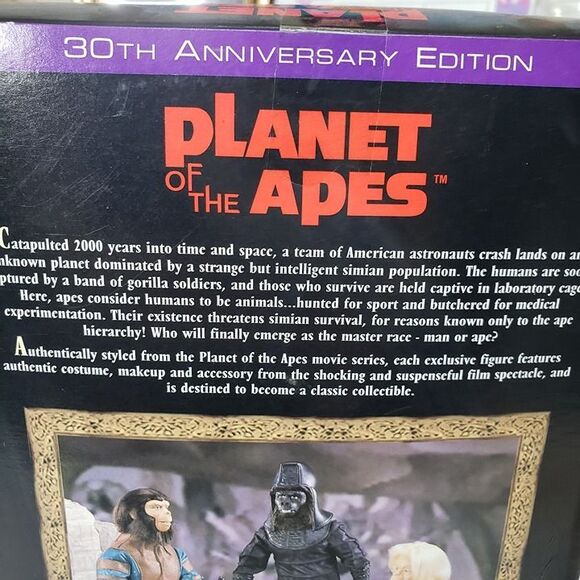 PLANET OF THE APES
30TH ANNIVERSARY EDITION
PLANET
OF THE APES™
Catapulted 2000 years into time and space, a team of American astronauts crash lands on an
unknown planet dominated by a strange but intelligent simian population. The humans are soo
ptured by a band of gorilla soldiers, and those who survive are held captive in laboratory cage
Here, apes consider humans to be animals...hunted for sport and butchered for medical
experimentation. Their existence threatens simian survival, for reasons known only to the ape
hierarchy! Who will finally emerge as the master race - man or ape?
Authentically styled from the Planet of the Apes movie series, each exclusive figure features
authentic costume, makeup and accessory from the shocking and suspenseful film spectacle, and
is destined to become a classic collectible.